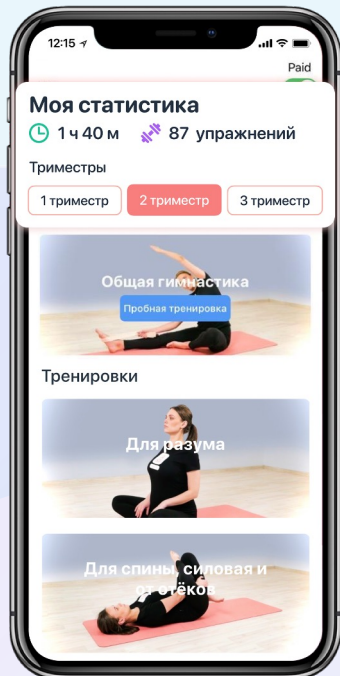 12:15
Paid
Моя статистика
1 ч 40 м 87 упражнений
Триместры
1 триместр 2 триместр 3 триместр
Общая гимнастика
Пробная тренировка
Тренировки
Для разума
Для спины, силовая и
от отёков